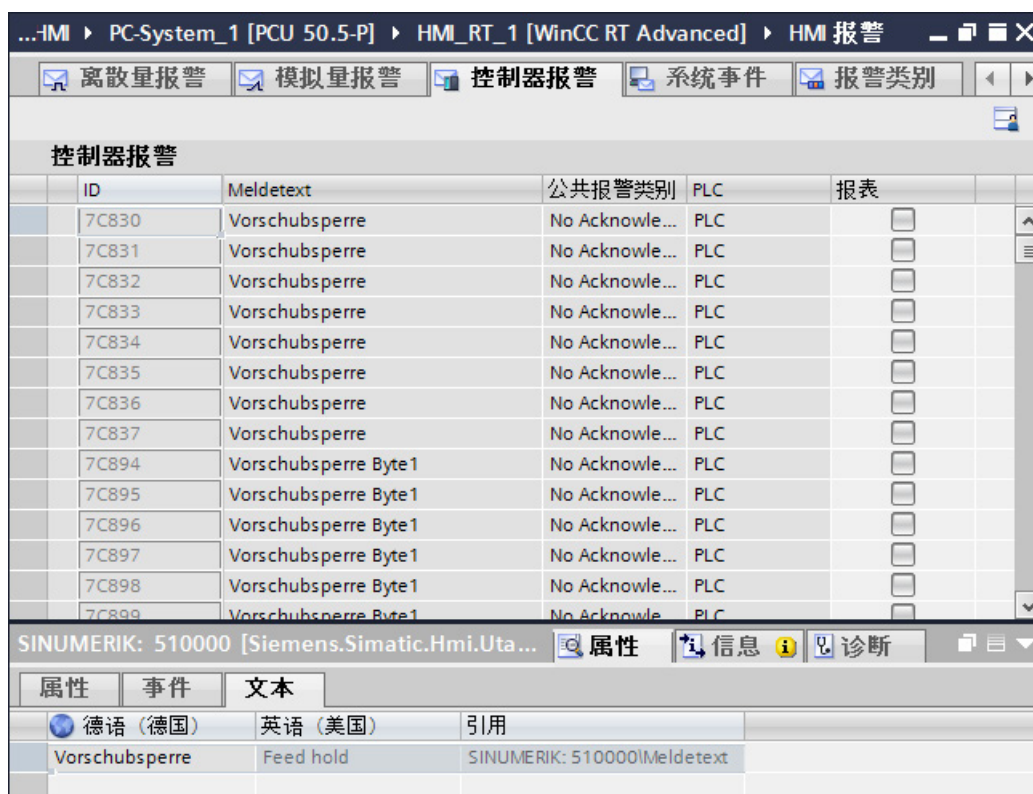 ...HMI ▸ PC-System_1 [PCU 50.5-P] ▸ HMI_RT_1 [WinCC RT Advanced] ▸ HMI 报警
离散量报警 模拟量报警 控制器报警 系统事件 报警类别
控制器报警
ID Meldetext 公共报警类别 PLC 报表
7C830 Vorschubsperre No Acknowle... PLC
7C831 Vorschubsperre No Acknowle... PLC
7C832 Vorschubsperre No Acknowle... PLC
7C833 Vorschubsperre No Acknowle... PLC
7C834 Vorschubsperre No Acknowle... PLC
7C835 Vorschubsperre No Acknowle... PLC
7C836 Vorschubsperre No Acknowle... PLC
7C837 Vorschubsperre No Acknowle... PLC
7C894 Vorschubsperre Byte1 No Acknowle... PLC
7C895 Vorschubsperre Byte1 No Acknowle... PLC
7C896 Vorschubsperre Byte1 No Acknowle... PLC
7C897 Vorschubsperre Byte1 No Acknowle... PLC
7C898 Vorschubsperre Byte1 No Acknowle... PLC
7C899 Vorschubsperre Byte1 No Acknowle... PLC
SINUMERIK: 510000 [Siemens.Simatic.Hmi.Uta... 属性 信息 诊断
属性 事件 文本
德语（德国） 英语（美国） 引用
Vorschubsperre Feed hold SINUMERIK: 510000\Meldetext